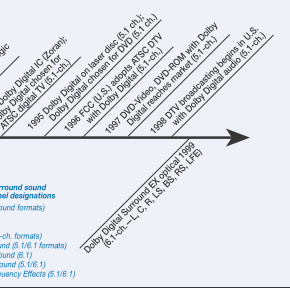 gic
Dolby Digital IC (Zoran);
Dolby Digital chosen for
ATSC digital TV (5.1-ch.)
1995 Dolby Digital on laser disc (5.1 ch.);
Dolby Digital chosen for DVD (5.1 ch.)
1996 FCC (U.S.) adopts ATSC DTV
with Dolby Digital (5.1-ch.)
1997 DVD-Video, DVD-ROM with Dolby
Digital reaches market (5.1-ch.)
1998 DTV broadcasting begins in U.S.
with Dolby Digital audio (5.1-ch.)
Dolby Digital Surround EX optical 1999
(6.1-ch. –L, C, R, LS, BS, RS, LFE)
rround sound
nel designations
ound formats)
-ch. formats)
und (5.1/6.1 formats)
ound (6.1)
ound (5.1/6.1)
quency Effects (5.1/6.1)